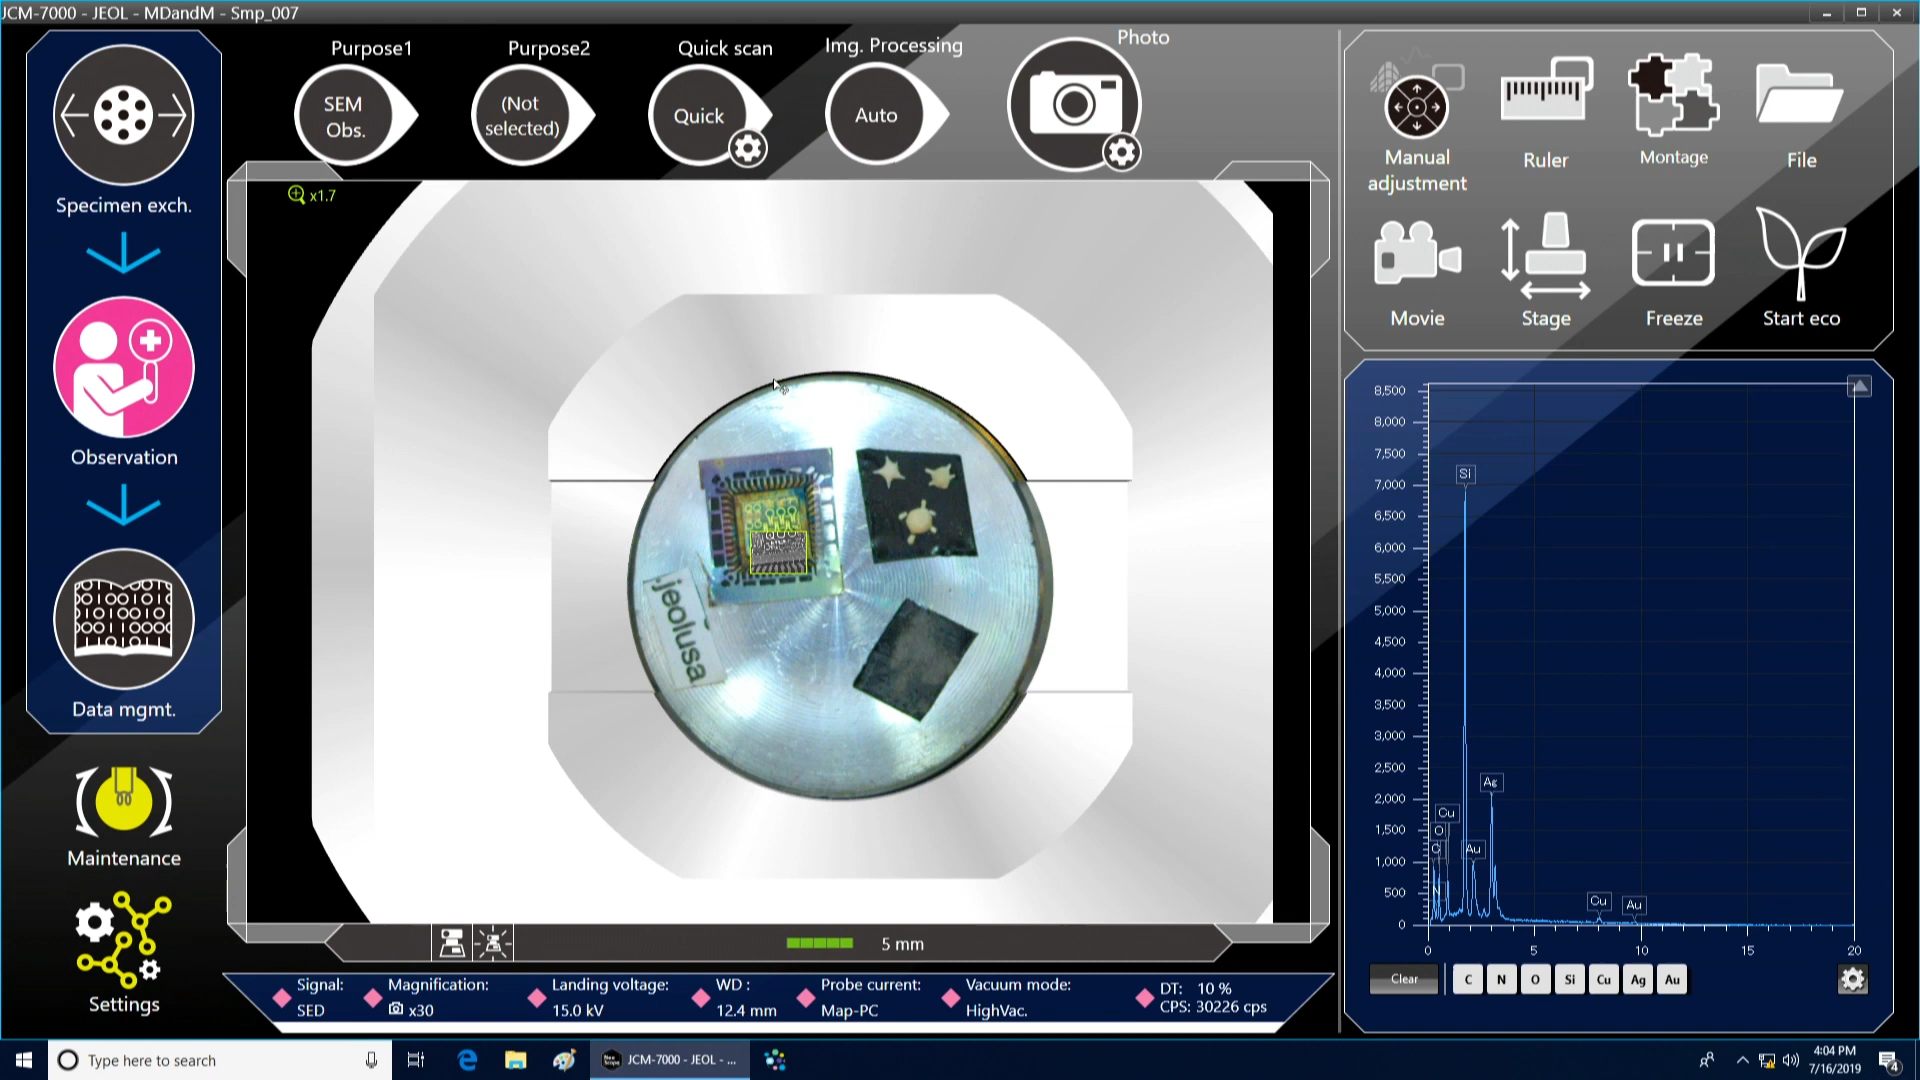 JCM-7000 - JEOL - MDandM - Smp_007
Purpose1
Purpose2
Quick scan
Img. Processing
Photo
SEM
Obs.
(Not
selected)
Quick
Auto
Specimen exch.
Observation
Data mgmt.
Maintenance
Settings
x1.7
jeolusa
5 mm
Signal:
SED
Magnification:
x30
Landing voltage:
15.0 kV
WD :
12.4 mm
Probe current:
Map-PC
Vacuum mode:
HighVac.
DT: 10 %
CPS: 30226 cps
Manual
adjustment
Ruler
Montage
File
Movie
Stage
Freeze
Start eco
8,500
8,000
7,500
7,000
6,500
6,000
5,500
5,000
4,500
4,000
3,500
3,000
2,500
2,000
1,500
1,000
500
0
Si
Ag
Cu
O
C
Au
N
Cu
Au
0 5 10 15 20
Clear C N O Si Cu Ag Au
Type here to search
JCM-7000 - JEOL - ...
4:04 PM
7/16/2019
4